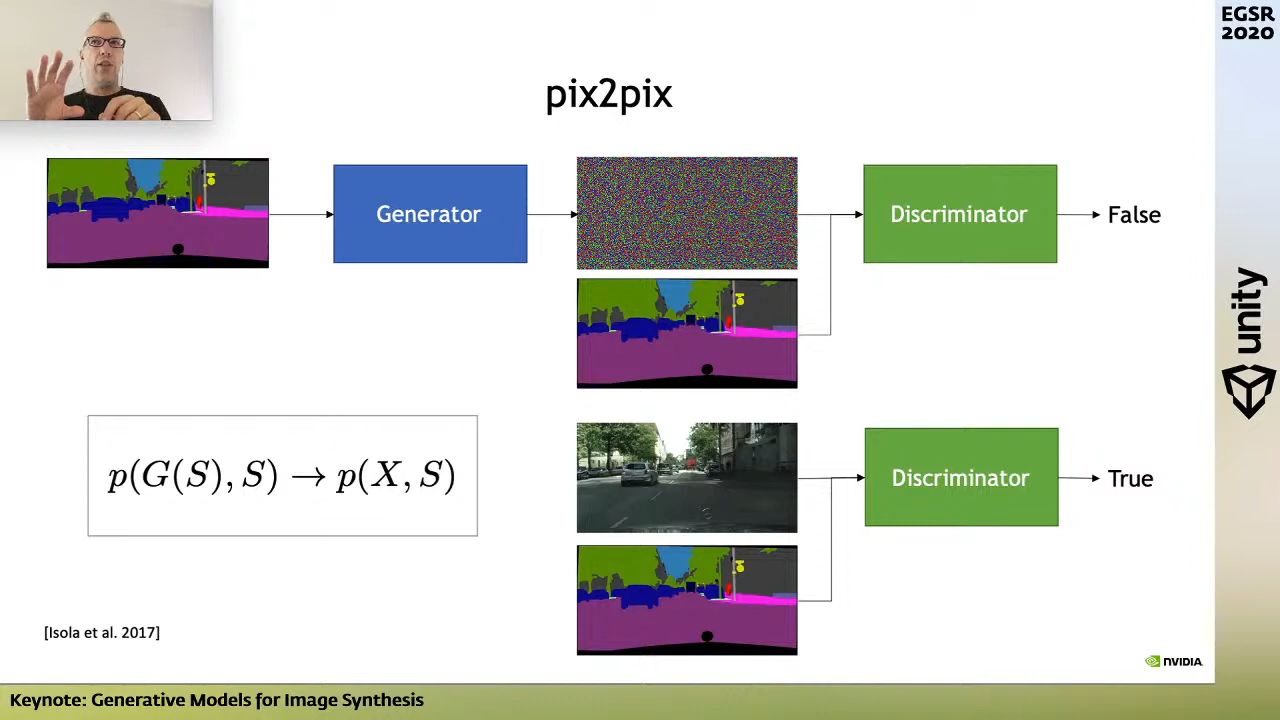 EGSR
2020
pix2pix
Generator
Discriminator
False
unity
p(G(S), S) → p(X, S)
Discriminator
True
[Isola et al. 2017]
NVIDIA.
Keynote: Generative Models for Image Synthesis